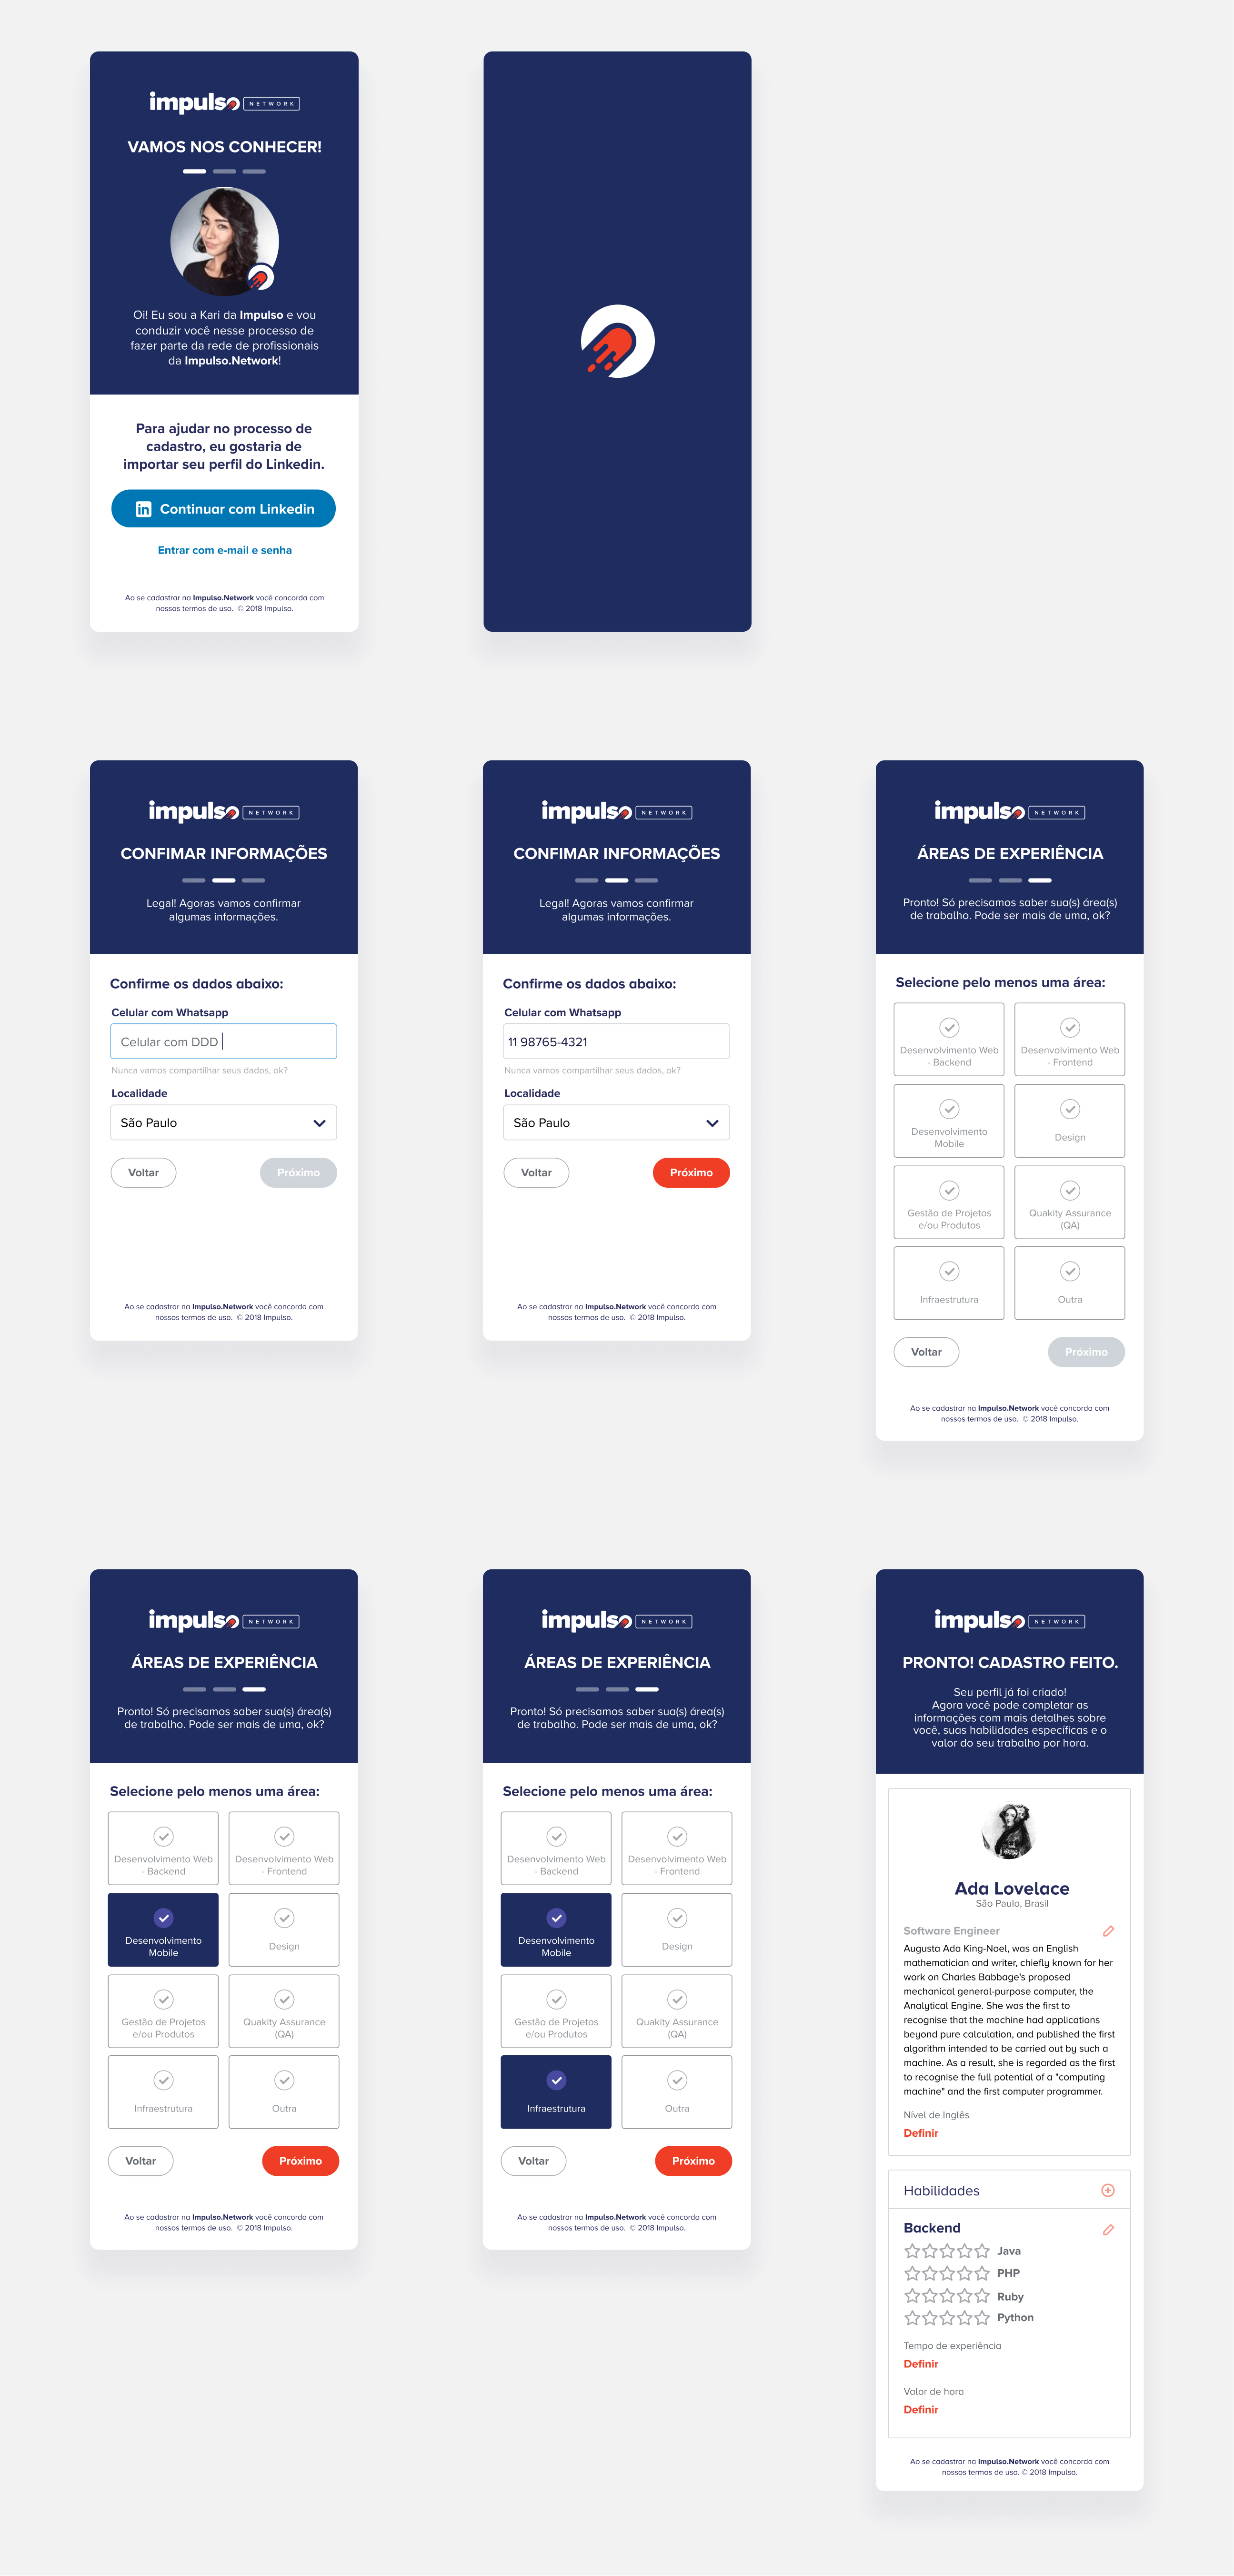 impulso NETWORK
VAMOS NOS CONHECER!
Oi! Eu sou a Kari da Impulso e vou
conduzir você nesse processo de
fazer parte da rede de profissionais
da Impulso.Network!
Para ajudar no processo de
cadastro, eu gostaria de
importar seu perfil do Linkedin.
in Continuar com Linkedin
Entrar com e-mail e senha
Ao se cadastrar na Impulso.Network você concorda com
nossos termos de uso. © 2018 Impulso.
impulso NETWORK
CONFIMAR INFORMAÇÕES
Legal! Agoras vamos confirmar
algumas informações.
Confirme os dados abaixo:
Celular com Whatsapp
Celular com DDD
Nunca vamos compartilhar seus dados, ok?
Localidade
São Paulo
Voltar Próximo
Ao se cadastrar na Impulso.Network você concorda com
nossos termos de uso. © 2018 Impulso.
impulso NETWORK
CONFIMAR INFORMAÇÕES
Legal! Agoras vamos confirmar
algumas informações.
Confirme os dados abaixo:
Celular com Whatsapp
11 98765-4321
Nunca vamos compartilhar seus dados, ok?
Localidade
São Paulo
Voltar Próximo
Ao se cadastrar na Impulso.Network você concorda com
nossos termos de uso. © 2018 Impulso.
impulso NETWORK
ÁREAS DE EXPERIÊNCIA
Pronto! Só precisamos saber sua(s) área(s)
de trabalho. Pode ser mais de uma, ok?
Selecione pelo menos uma área:
Desenvolvimento Web
- Backend
Desenvolvimento Web
- Frontend
Desenvolvimento
Mobile
Design
Gestão de Projetos
e/ou Produtos
Quakity Assurance
(QA)
Infraestrutura
Outra
Voltar Próximo
Ao se cadastrar na Impulso.Network você concorda com
nossos termos de uso. © 2018 Impulso.
impulso NETWORK
ÁREAS DE EXPERIÊNCIA
Pronto! Só precisamos saber sua(s) área(s)
de trabalho. Pode ser mais de uma, ok?
Selecione pelo menos uma área:
Desenvolvimento Web
- Backend
Desenvolvimento Web
- Frontend
Desenvolvimento
Mobile
Design
Gestão de Projetos
e/ou Produtos
Quakity Assurance
(QA)
Infraestrutura
Outra
Voltar Próximo
Ao se cadastrar na Impulso.Network você concorda com
nossos termos de uso. © 2018 Impulso.
impulso NETWORK
ÁREAS DE EXPERIÊNCIA
Pronto! Só precisamos saber sua(s) área(s)
de trabalho. Pode ser mais de uma, ok?
Selecione pelo menos uma área:
Desenvolvimento Web
- Backend
Desenvolvimento Web
- Frontend
Desenvolvimento
Mobile
Design
Gestão de Projetos
e/ou Produtos
Quakity Assurance
(QA)
Infraestrutura
Outra
Voltar Próximo
Ao se cadastrar na Impulso.Network você concorda com
nossos termos de uso. © 2018 Impulso.
impulso NETWORK
PRONTO! CADASTRO FEITO.
Seu perfil já foi criado!
Agora você pode completar as
informações com mais detalhes sobre
você, suas habilidades específicas e o
valor do seu trabalho por hora.
Ada Lovelace
São Paulo, Brasil
Software Engineer
Augusta Ada King-Noel, was an English
mathematician and writer, chiefly known for her
work on Charles Babbage's proposed
mechanical general-purpose computer, the
Analytical Engine. She was the first to
recognise that the machine had applications
beyond pure calculation, and published the first
algorithm intended to be carried out by such a
machine. As a result, she is regarded as the first
to recognise the full potential of a "computing
machine" and the first computer programmer.
Nível de Inglês
Definir
Habilidades
Backend
Java
PHP
Ruby
Python
Tempo de experiência
Definir
Valor de hora
Definir
Ao se cadastrar na Impulso.Network você concorda com
nossos termos de uso. © 2018 Impulso.